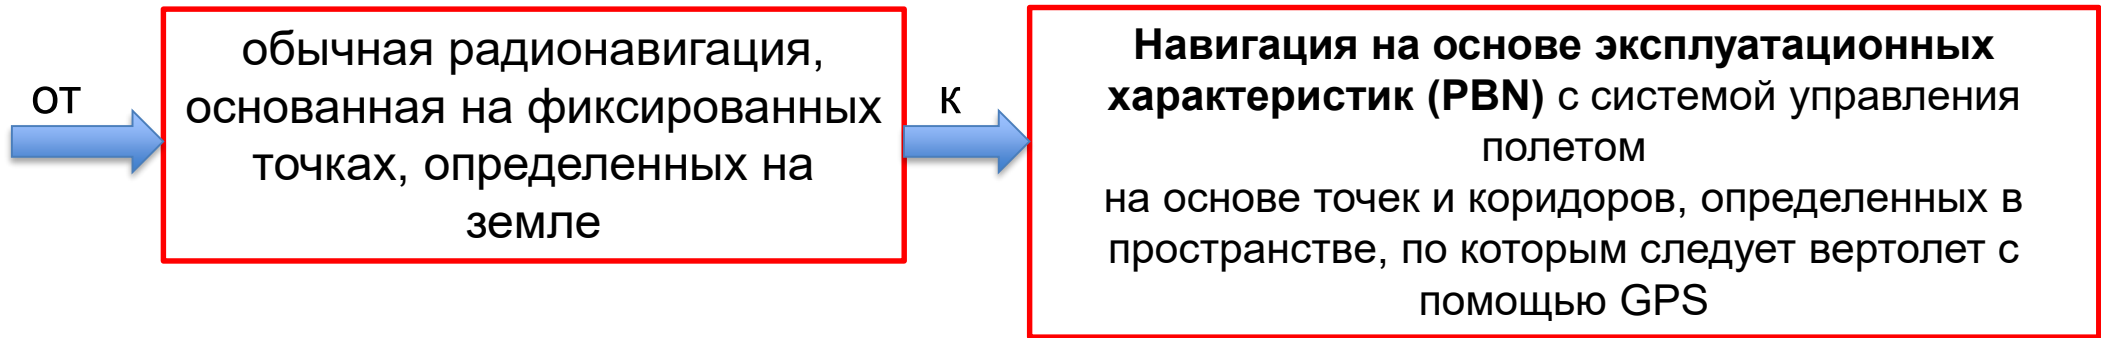 от
обычная радионавигация,
основанная на фиксированных
точках, определенных на
земле
к
Навигация на основе эксплуатационных
характеристик (PBN) с системой управления
полетом
на основе точек и коридоров, определенных в
пространстве, по которым следует вертолет с
помощью GPS